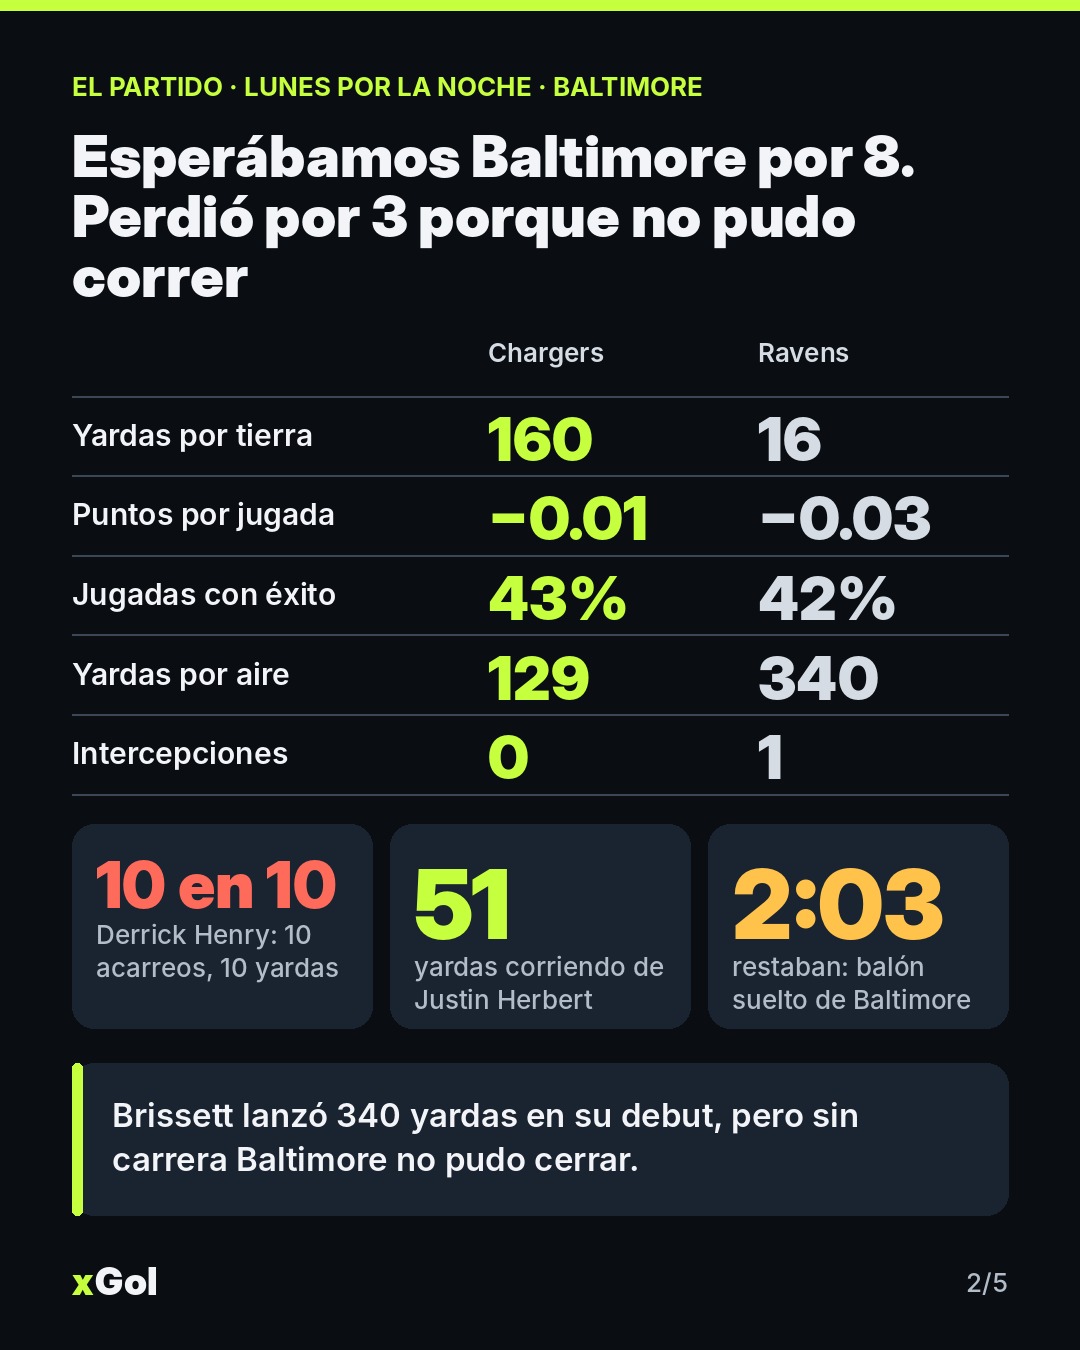 EL PARTIDO · LUNES POR LA NOCHE · BALTIMORE
Esperábamos Baltimore por 8.
Perdió por 3 porque no pudo
correr
Chargers Ravens
Yardas por tierra 160 16
Puntos por jugada −0.01 −0.03
Jugadas con éxito 43% 42%
Yardas por aire 129 340
Intercepciones 0 1
10 en 10
Derrick Henry: 10
acarreos, 10 yardas
51
yardas corriendo de
Justin Herbert
2:03
restaban: balón
suelto de Baltimore
Brissett lanzó 340 yardas en su debut, pero sin
carrera Baltimore no pudo cerrar.
xGol 2/5